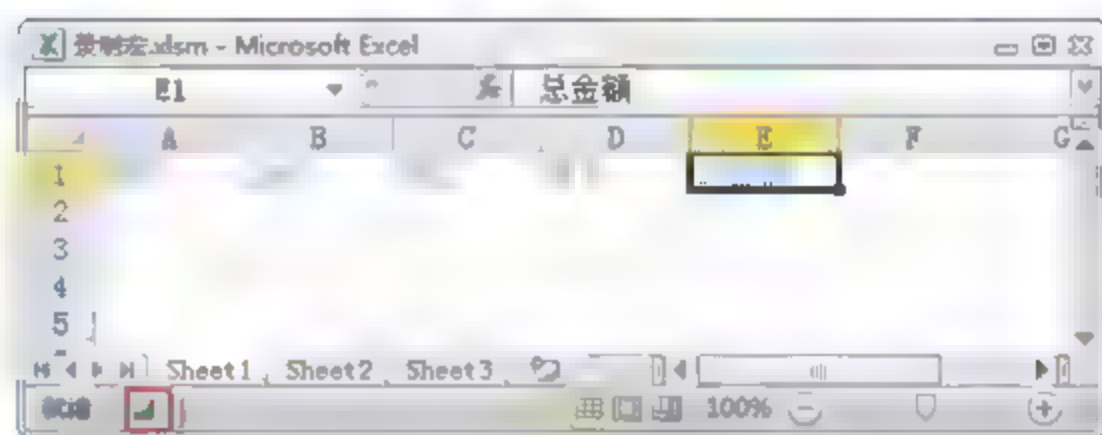 .xlsm - Microsoft Excel
E1 总金额
A B C D E F G
1
2
3
4
5
Sheet1 Sheet2 Sheet3
100%